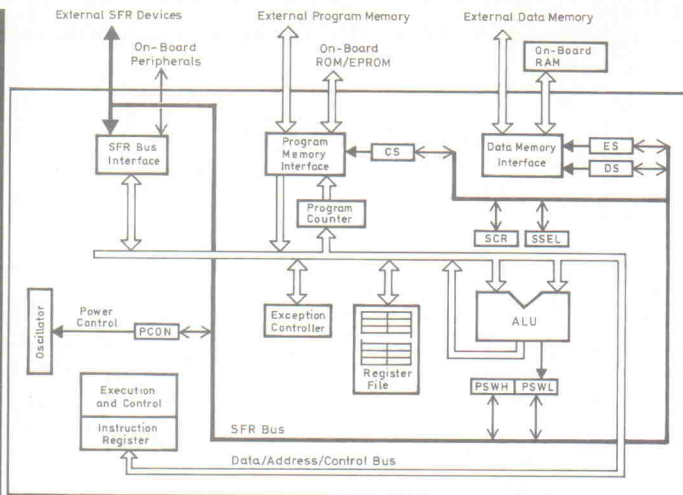 External SFR Devices
External Program Memory
External Data Memory
On-Board
Peripherals
On-Board
ROM/EPROM
On-Board
RAM
SFR Bus
Interface
Program
Memory
Interface
CS
Data Memory
Interface
ES
DS
Program
Counter
SCR
SSEL
Oscillator
Power
Control
PCON
Exception
Controller
Register
File
ALU
PSWH
PSWL
Execution
and Control
Instruction
Register
SFR Bus
Data/Address/Control Bus